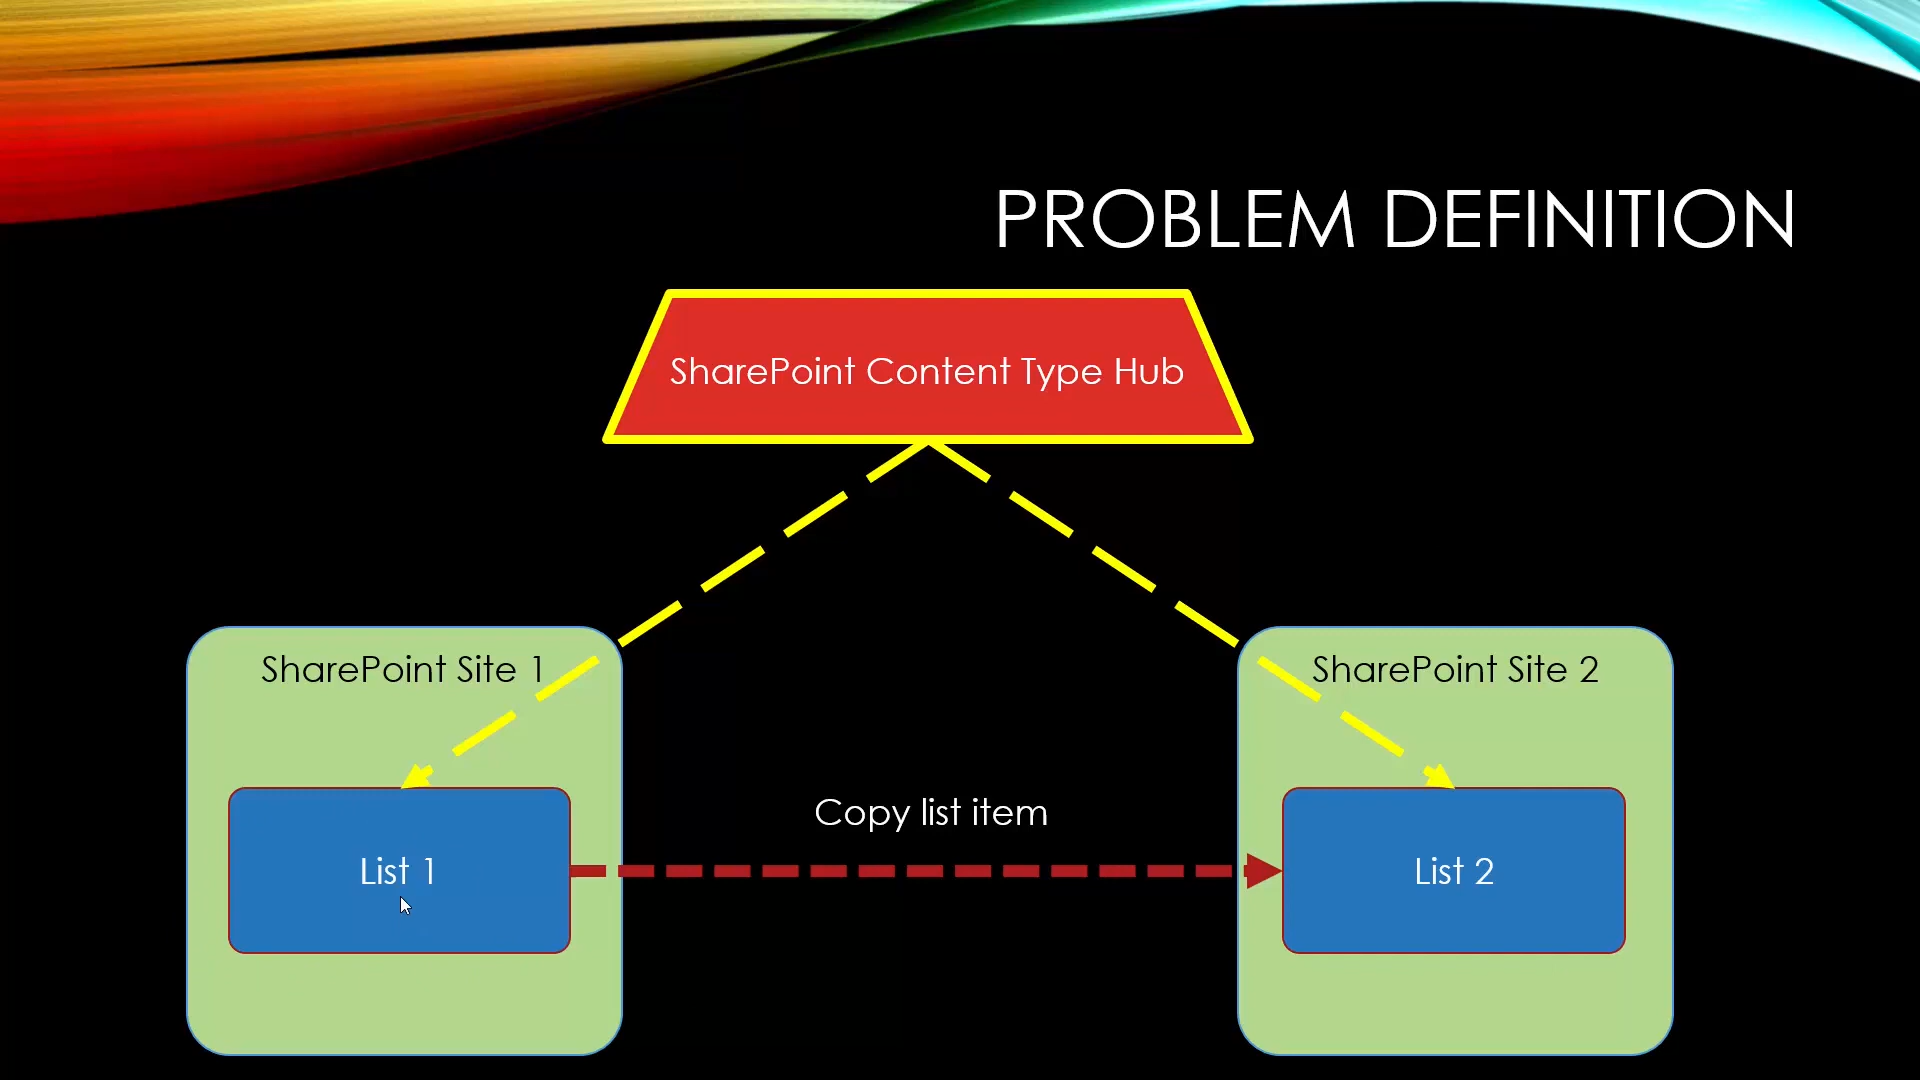 PROBLEM DEFINITION
SharePoint Content Type Hub
SharePoint Site 1
SharePoint Site 2
Copy list item
List 1
List 2